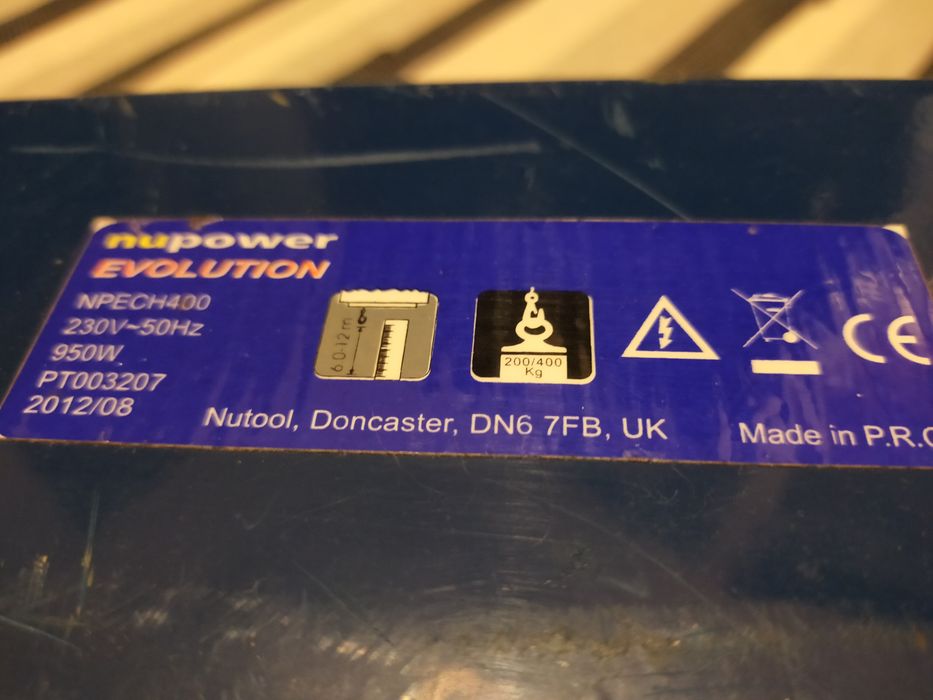 nupower
EVOLUTION
NPECH400
230V~50Hz
950W
PT003207
2012/08
6.0-12m
200/400
Kg
CE
Nutool, Doncaster, DN6 7FB, UK
Made in P.R.C